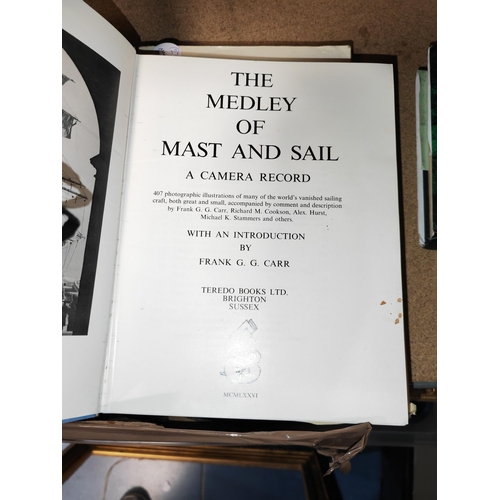 THE
MEDLEY
OF
MAST AND SAIL
A CAMERA RECORD
407 photographic illustrations of many of the world's vanished sailing
craft, both great and small, accompanied by comment and description
by Frank G. G. Carr, Richard M. Cookson, Alex. Hurst,
Michael K. Stammers and others.
WITH AN INTRODUCTION
BY
FRANK G. G. CARR
TEREDO BOOKS LTD.
BRIGHTON
SUSSEX
MCMLXXVI